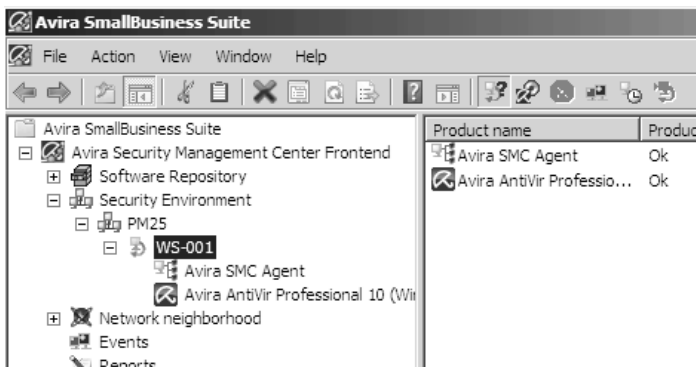 Avira SmallBusiness Suite
File Action View Window Help
Avira SmallBusiness Suite
Avira Security Management Center Frontend
Software Repository
Security Environment
PM25
WS-001
Avira SMC Agent
Avira AntiVir Professional 10 (Wi
Network neighborhood
Events
Reports
Product name Produc
Avira SMC Agent Ok
Avira AntiVir Professio... Ok